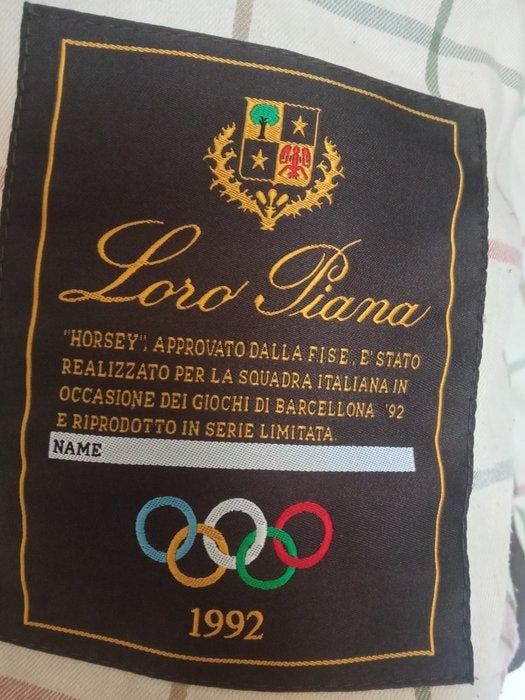 Loro Piana
"HORSEY", APPROVATO DALLA F.I.S.E., E' STATO
REALIZZATO PER LA SQUADRA ITALIANA IN
OCCASIONE DEI GIOCHI DI BARCELLONA '92
E RIPRODOTTO IN SERIE LIMITATA.
NAME
1992